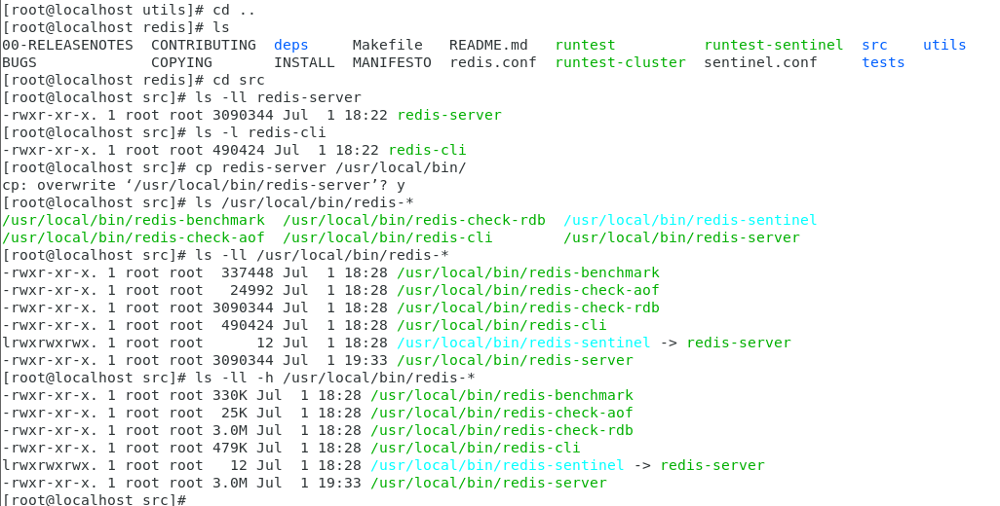 [root@localhost utils]# cd ..
[root@localhost redis]# ls
00-RELEASENOTES  CONTRIBUTING  deps     Makefile   README.md   runtest          runtest-sentinel  src    utils
BUGS             COPYING       INSTALL  MANIFESTO  redis.conf  runtest-cluster  sentinel.conf     tests
[root@localhost redis]# cd src
[root@localhost src]# ls -ll redis-server
-rwxr-xr-x. 1 root root 3090344 Jul  1 18:22 redis-server
[root@localhost src]# ls -l redis-cli
-rwxr-xr-x. 1 root root 490424 Jul  1 18:22 redis-cli
[root@localhost src]# cp redis-server /usr/local/bin/
cp: overwrite ‘/usr/local/bin/redis-server’? y
[root@localhost src]# ls /usr/local/bin/redis-*
/usr/local/bin/redis-benchmark  /usr/local/bin/redis-check-rdb  /usr/local/bin/redis-sentinel
/usr/local/bin/redis-check-aof  /usr/local/bin/redis-cli        /usr/local/bin/redis-server
[root@localhost src]# ls -ll /usr/local/bin/redis-*
-rwxr-xr-x. 1 root root  337448 Jul  1 18:28 /usr/local/bin/redis-benchmark
-rwxr-xr-x. 1 root root   24992 Jul  1 18:28 /usr/local/bin/redis-check-aof
-rwxr-xr-x. 1 root root 3090344 Jul  1 18:28 /usr/local/bin/redis-check-rdb
-rwxr-xr-x. 1 root root  490424 Jul  1 18:28 /usr/local/bin/redis-cli
lrwxrwxrwx. 1 root root      12 Jul  1 18:28 /usr/local/bin/redis-sentinel -> redis-server
-rwxr-xr-x. 1 root root 3090344 Jul  1 19:33 /usr/local/bin/redis-server
[root@localhost src]# ls -ll -h /usr/local/bin/redis-*
-rwxr-xr-x. 1 root root 330K Jul  1 18:28 /usr/local/bin/redis-benchmark
-rwxr-xr-x. 1 root root  25K Jul  1 18:28 /usr/local/bin/redis-check-aof
-rwxr-xr-x. 1 root root 3.0M Jul  1 18:28 /usr/local/bin/redis-check-rdb
-rwxr-xr-x. 1 root root 479K Jul  1 18:28 /usr/local/bin/redis-cli
lrwxrwxrwx. 1 root root   12 Jul  1 18:28 /usr/local/bin/redis-sentinel -> redis-server
-rwxr-xr-x. 1 root root 3.0M Jul  1 19:33 /usr/local/bin/redis-server
[root@localhost src]#